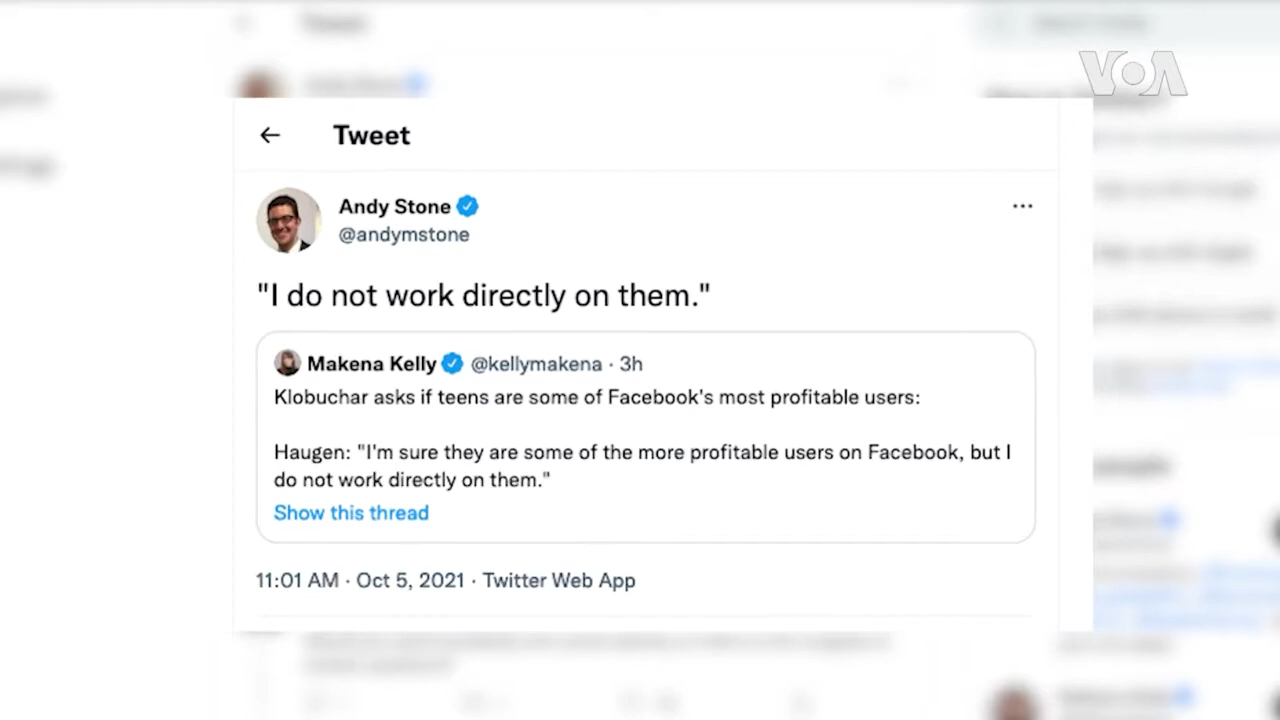 VOA
Tweet
Andy Stone
@andymstone
"I do not work directly on them."
Makena Kelly @kellymakena · 3h
Klobuchar asks if teens are some of Facebook's most profitable users:
Haugen: "I'm sure they are some of the more profitable users on Facebook, but I
do not work directly on them."
Show this thread
11:01 AM · Oct 5, 2021 · Twitter Web App